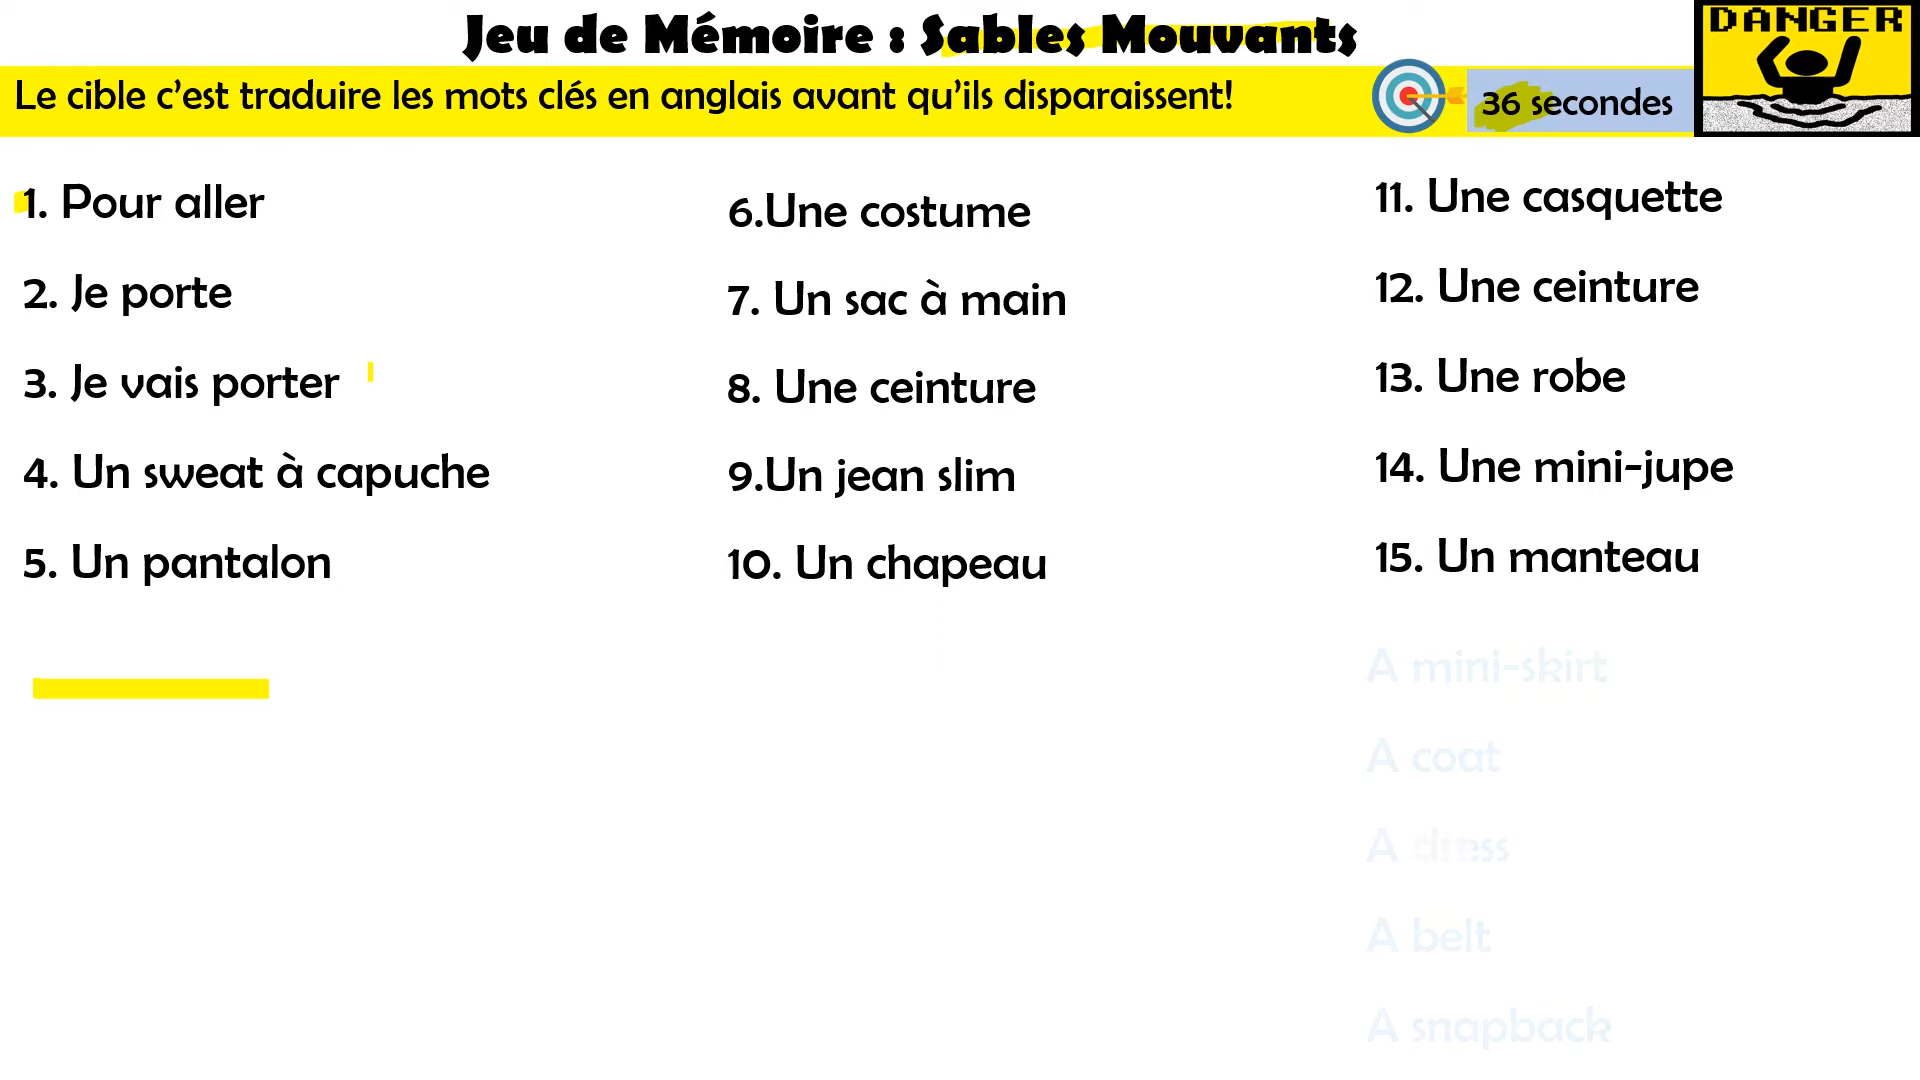 Jeu de Mémoire : Sables Mouvants
DANGER
Le cible c'est traduire les mots clés en anglais avant qu'ils disparaissent!
36 secondes
1. Pour aller
2. Je porte
3. Je vais porter
4. Un sweat à capuche
5. Un pantalon
6.Une costume
7. Un sac à main
8. Une ceinture
9.Un jean slim
10. Un chapeau
11. Une casquette
12. Une ceinture
13. Une robe
14. Une mini-jupe
15. Un manteau
A mini-skirt
A coat
A dress
A belt
A snapback